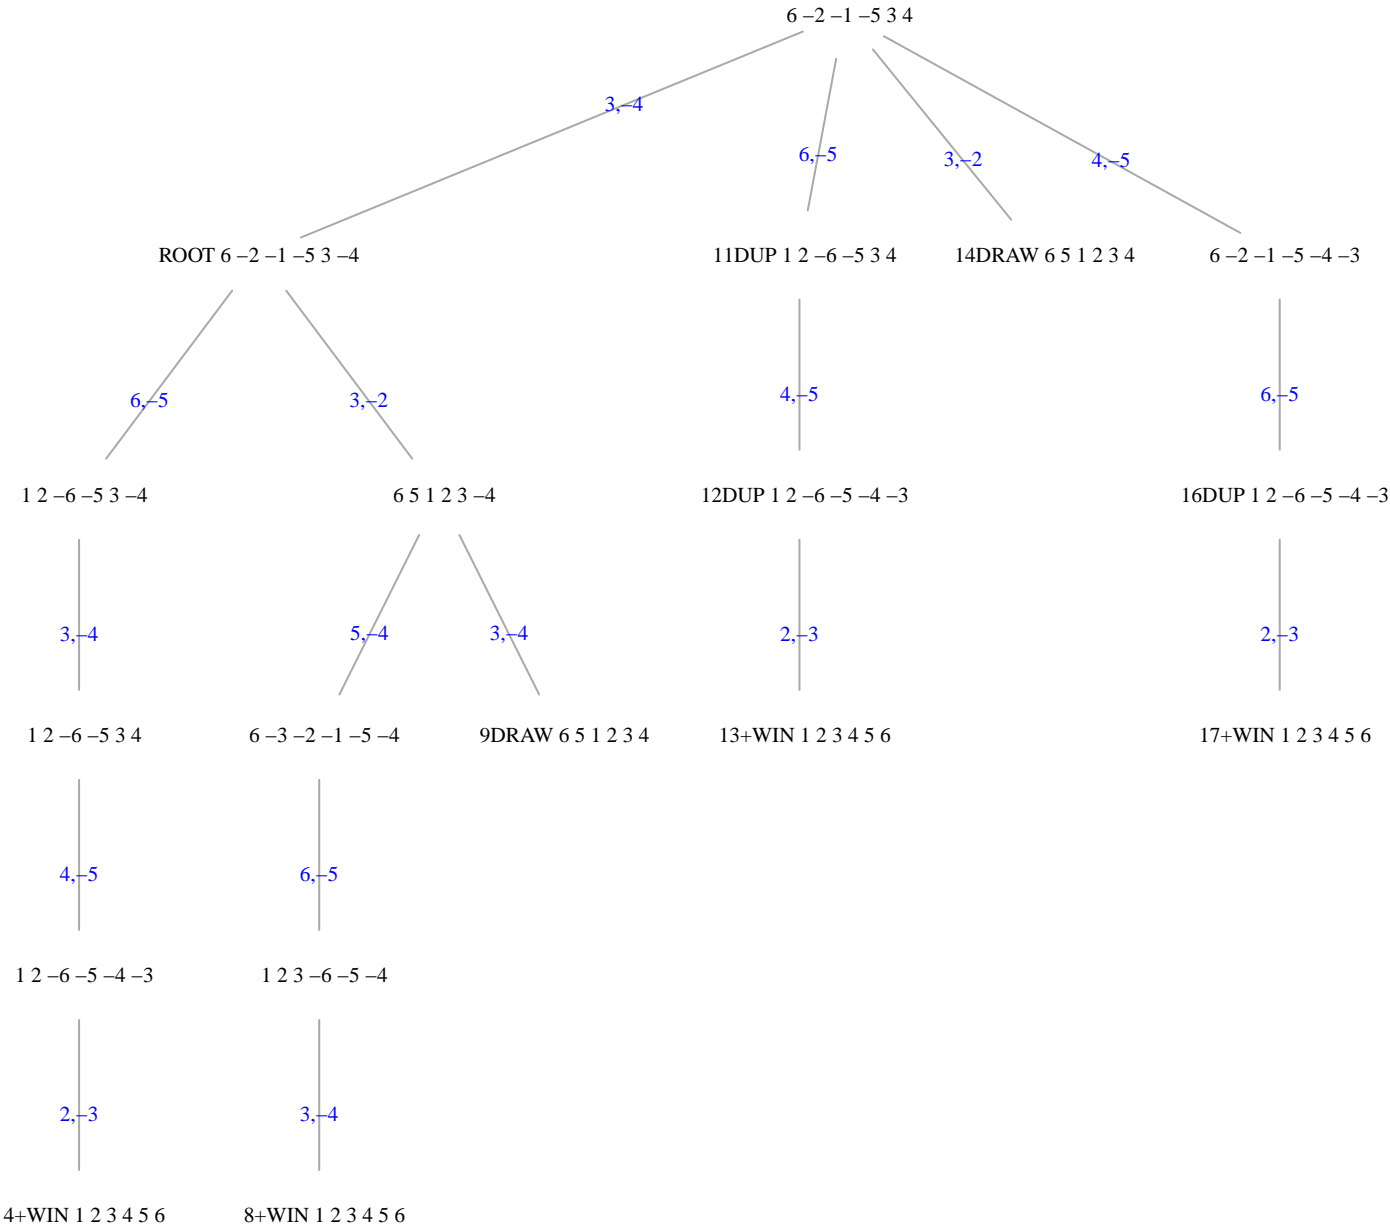 6 –2 –1 –5 3 4
3,–4
6,–5
3,–2
4,–5
ROOT 6 –2 –1 –5 3 –4
11DUP 1 2 –6 –5 3 4
14DRAW 6 5 1 2 3 4
6 –2 –1 –5 –4 –3
6,–5
3,–2
4,–5
6,–5
1 2 –6 –5 3 –4
6 5 1 2 3 –4
12DUP 1 2 –6 –5 –4 –3
16DUP 1 2 –6 –5 –4 –3
3,–4
5,–4
3,–4
2,–3
2,–3
1 2 –6 –5 3 4
6 –3 –2 –1 –5 –4
9DRAW 6 5 1 2 3 4
13+WIN 1 2 3 4 5 6
17+WIN 1 2 3 4 5 6
4,–5
6,–5
1 2 –6 –5 –4 –3
1 2 3 –6 –5 –4
2,–3
3,–4
4+WIN 1 2 3 4 5 6
8+WIN 1 2 3 4 5 6